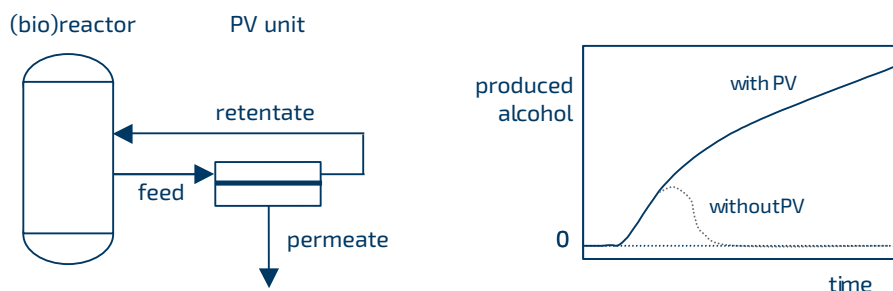 (bio)reactor
PV unit
retentate
feed
permeate
produced
alcohol
with PV
withoutPV
0
time